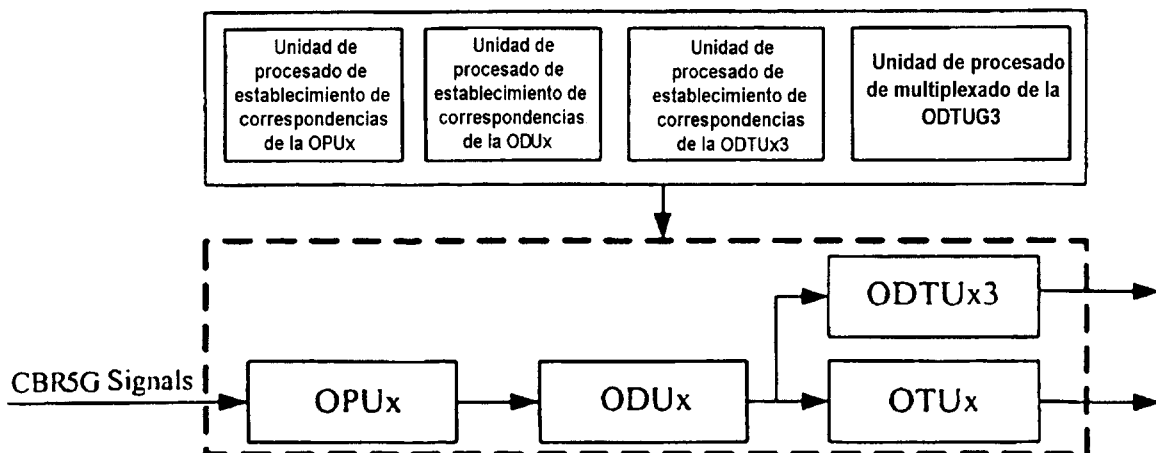 Unidad de
procesado de
establecimiento de
correspondencias
de la OPUx
Unidad de
procesado de
establecimiento de
correspondencias
de la ODUx
Unidad de
procesado de
establecimiento de
correspondencias
de la ODTUx3
Unidad de procesado
de multiplexado de la
ODTUG3
ODTUx3
CBR5G Signals
OPUx
ODUx
OTUx